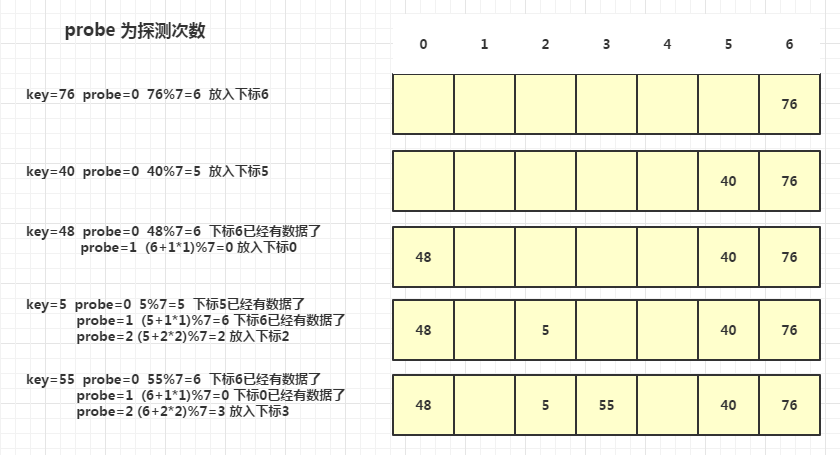 probe 为探测次数
0 1 2 3 4 5 6
key=76 probe=0 76%7=6 放入下标6
76
key=40 probe=0 40%7=5 放入下标5
40 76
key=48 probe=0 48%7=6 下标6已经有数据了
probe=1 (6+1*1)%7=0 放入下标0
48 40 76
key=5 probe=0 5%7=5 下标5已经有数据了
probe=1 (5+1*1)%7=6 下标6已经有数据了
probe=2 (5+2*2)%7=2 放入下标2
48 5 40 76
key=55 probe=0 55%7=6 下标6已经有数据了
probe=1 (6+1*1)%7=0 下标0已经有数据了
probe=2 (6+2*2)%7=3 放入下标3
48 5 55 40 76